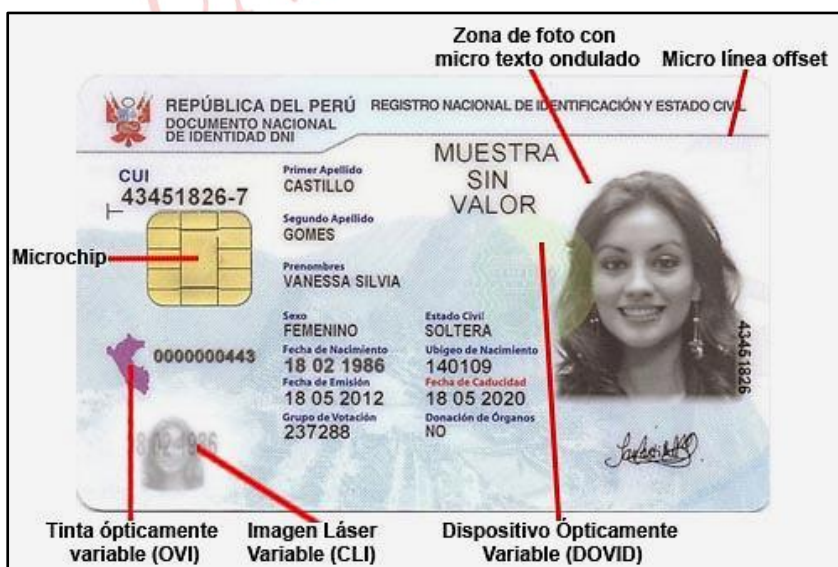 Zona de foto con
micro texto ondulado
Micro línea offset
REPÚBLICA DEL PERÚ
REGISTRO NACIONAL DE IDENTIFICACIÓN Y ESTADO CIVIL
DOCUMENTO NACIONAL
DE IDENTIDAD DNI
CUI
43451826-7
Primer Apellido
CASTILLO
MUESTRA
SIN
VALOR
Segundo Apellido
GOMES
Microchip
Prenombres
VANESSA SILVIA
Sexo
FEMENINO
Estado Civil
SOLTERA
0000000443
Fecha de Nacimiento
18 02 1986
Ubigeo de Nacimiento
140109
Fecha de Emisión
18 05 2012
Fecha de Caducidad
18 05 2020
Grupo de Votación
237288
Donación de Órganos
NO
43451826
18 02 1986
Tinta ópticamente
variable (OVI)
Imagen Láser
Variable (CLI)
Dispositivo Ópticamente
Variable (DOVID)